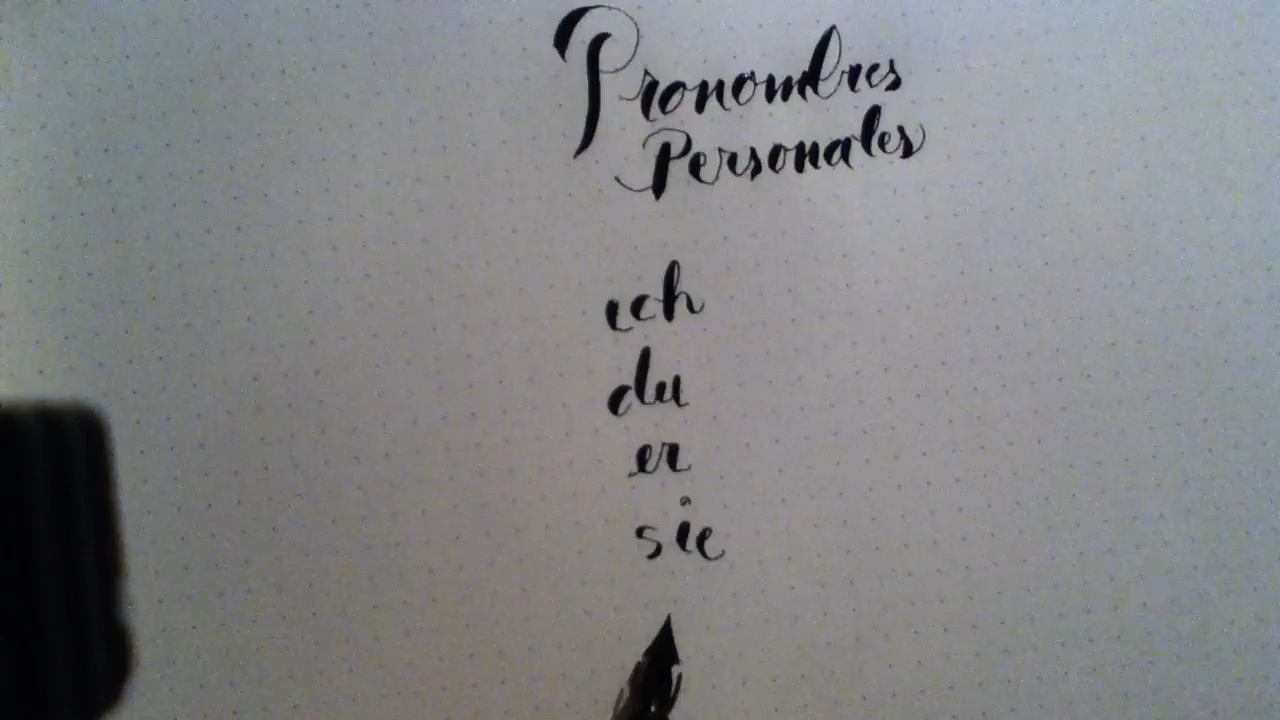 Pronombres
Personales
ich
du
er
sie